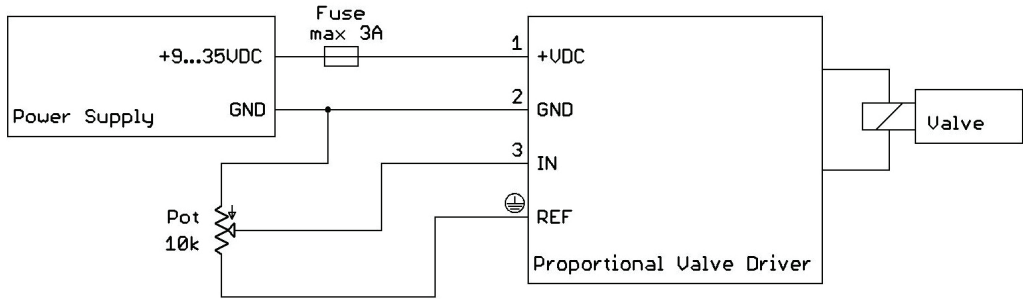 Fuse
max 3A
+9...35VDC
GND
Power Supply
1
+VDC
2
GND
3
IN
REF
Proportional Valve Driver
Valve
Pot
10k